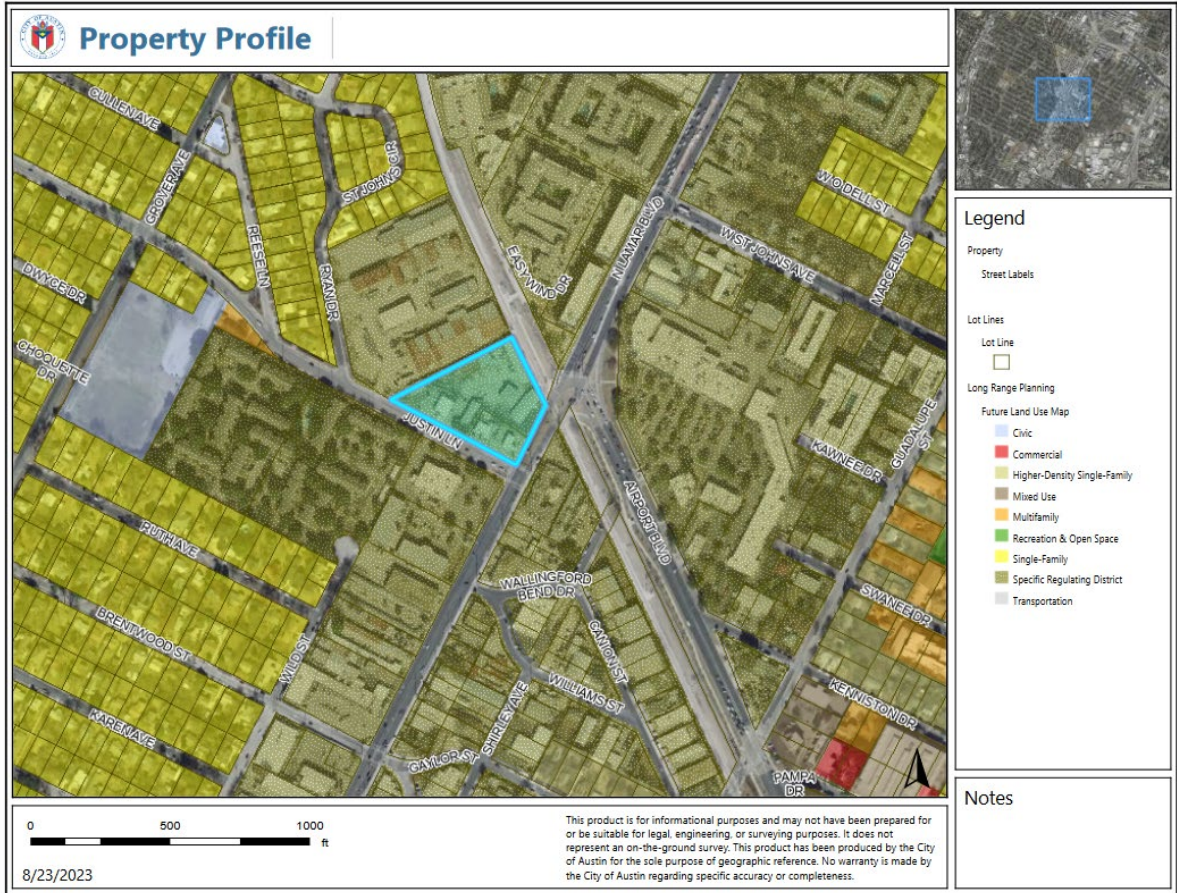 Property Profile
CULLEN AVE
GROVER AVE
REESE LN
ST JOHNS CIR
RYAN DR
DWYCE DR
CHOQUETTE DR
JUSTIN LN
EASY WIND DR
N LAMAR BLVD
W ST JOHNS AVE
W ODELL ST
MARCELL ST
GUADALUPE ST
KAWNEE DR
AIRPORT BLVD
RUTH AVE
BRENTWOOD ST
KAREN AVE
WILD ST
WALLINGFORD BEND DR
CANION ST
WILLIAMS ST
SHIRLEY AVE
GAYLOR ST
SWANEE DR
KENNISTON DR
PAMPA DR
Legend
Property
Street Labels
Lot Lines
Lot Line
Long Range Planning
Future Land Use Map
Civic
Commercial
Higher-Density Single-Family
Mixed Use
Multifamily
Recreation & Open Space
Single-Family
Specific Regulating District
Transportation
Notes
0 500 1000
ft
8/23/2023
This product is for informational purposes and may not have been prepared for
or be suitable for legal, engineering, or surveying purposes. It does not
represent an on-the-ground survey. This product has been produced by the City
of Austin for the sole purpose of geographic reference. No warranty is made by
the City of Austin regarding specific accuracy or completeness.